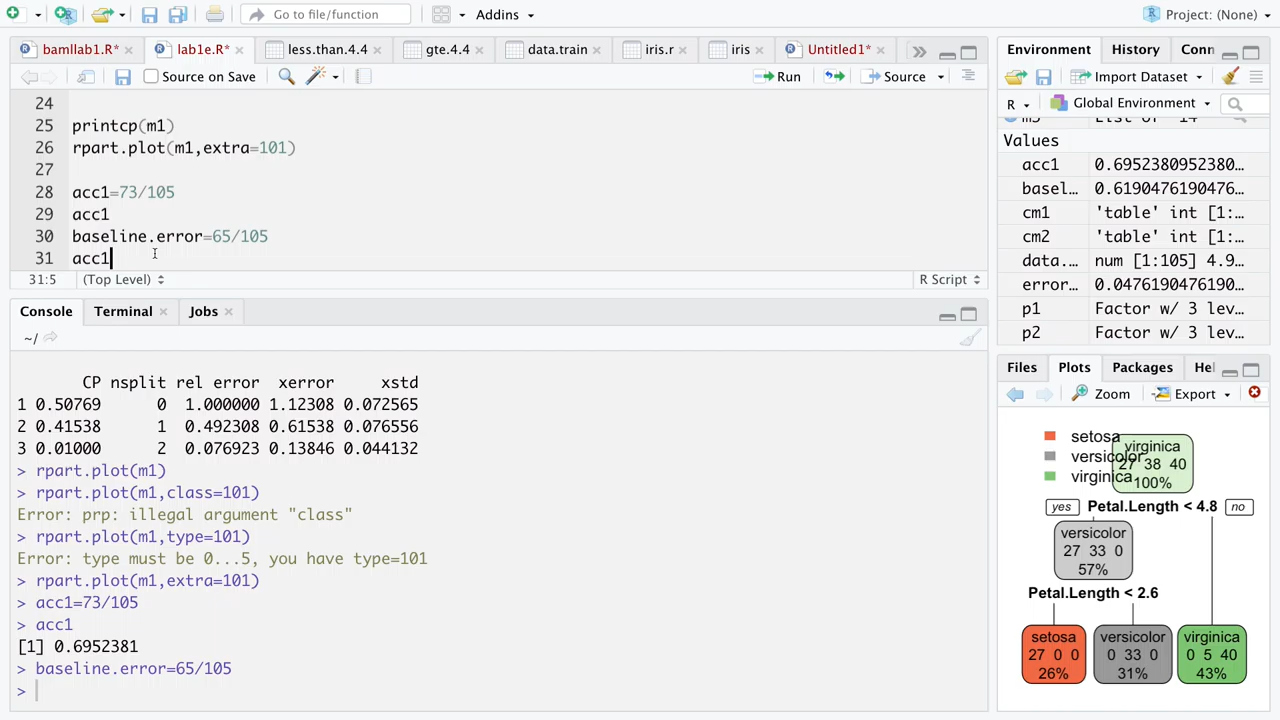 Go to file/function
Addins
Project: (None)
bamllab1.R*
lab1e.R*
less.than.4.4
gte.4.4
data.train
iris.r
iris
Untitled1*
Source on Save
Run
Source
24
25 printcp(m1)
26 rpart.plot(m1,extra=101)
27
28 acc1=73/105
29 acc1
30 baseline.error=65/105
31 acc1
31:5 (Top Level) R Script
Console Terminal Jobs
~/
CP nsplit rel error xerror xstd
1 0.50769 0 1.000000 1.12308 0.072565
2 0.41538 1 0.492308 0.61538 0.076556
3 0.01000 2 0.076923 0.13846 0.044132
> rpart.plot(m1)
> rpart.plot(m1,class=101)
Error: prp: illegal argument "class"
> rpart.plot(m1,type=101)
Error: type must be 0...5, you have type=101
> rpart.plot(m1,extra=101)
> acc1=73/105
> acc1
[1] 0.6952381
> baseline.error=65/105
>
Environment History Conn
Import Dataset
R Global Environment
Values
acc1 0.6952380952380…
basel… 0.6190476190476…
cm1 'table' int [1:…
cm2 'table' int [1:…
data.… num [1:105] 4.9…
error… 0.0476190476190…
p1 Factor w/ 3 lev…
p2 Factor w/ 3 lev…
Files Plots Packages Hel
Zoom Export
setosa
versicolor
virginica
virginica
27 38 40
100%
yes Petal.Length < 4.8 no
versicolor
27 33 0
57%
Petal.Length < 2.6
setosa versicolor virginica
27 0 0 0 33 0 0 5 40
26% 31% 43%